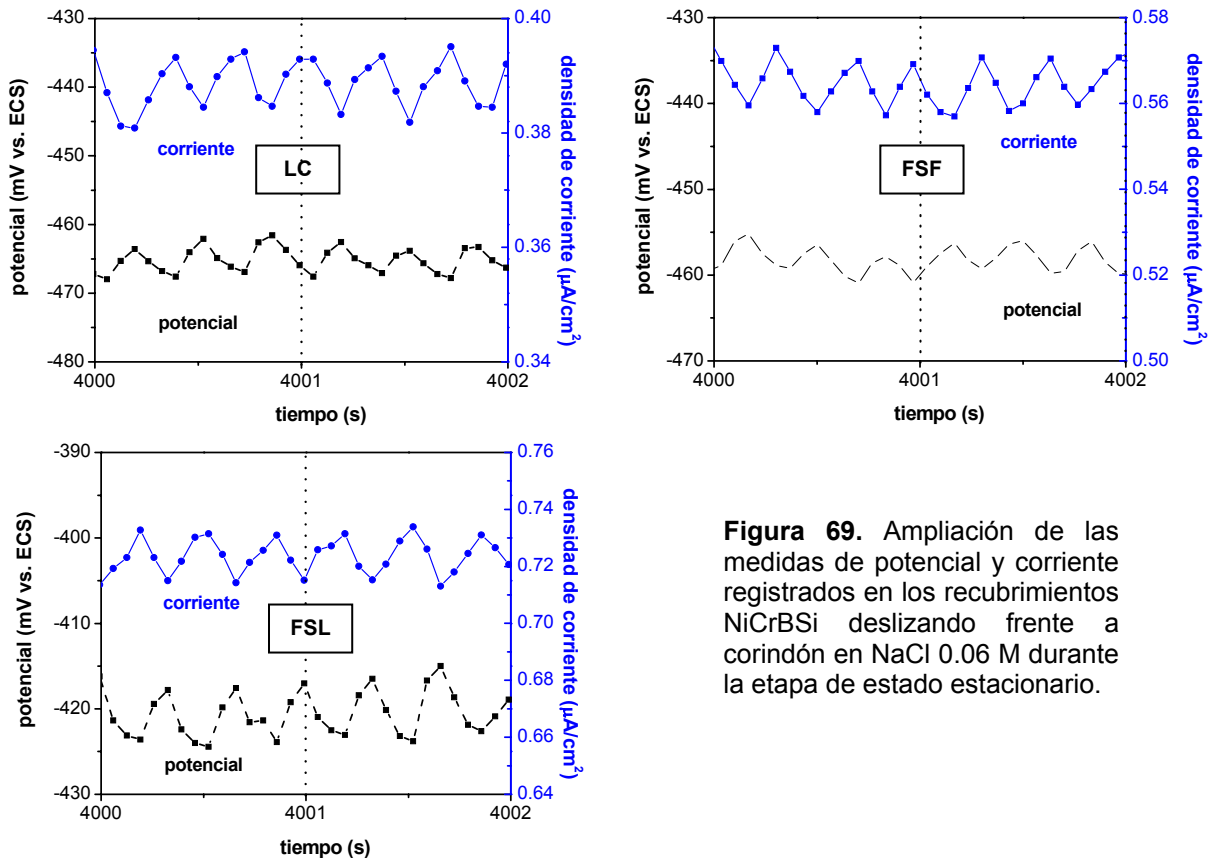 -430
-440
-450
-460
-470
-480
potencial (mV vs. ECS)
0.40
0.38
0.36
0.34
densidad de corriente (μA/cm²)
corriente
LC
potencial
4000
4001
4002
tiempo (s)
-430
-440
-450
-460
-470
potencial (mV vs. ECS)
0.58
0.56
0.54
0.52
0.50
densidad de corriente (μA/cm²)
corriente
FSF
potencial
4000
4001
4002
tiempo (s)
-390
-400
-410
-420
-430
potencial (mV vs. ECS)
0.76
0.74
0.72
0.70
0.68
0.66
0.64
densidad de corriente (μA/cm²)
corriente
FSL
potencial
4000
4001
4002
tiempo (s)
Figura 69. Ampliación de las
medidas de potencial y corriente
registrados en los recubrimientos
NiCrBSi deslizando frente a
corindón en NaCl 0.06 M durante
la etapa de estado estacionario.